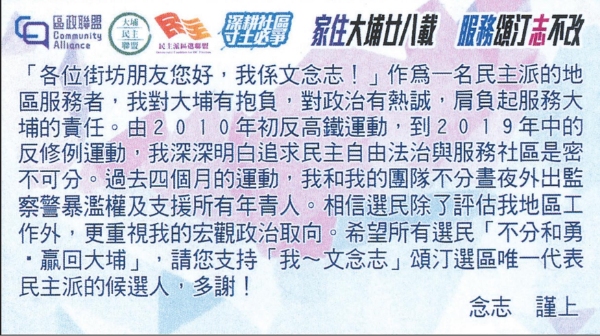 區政聯盟
Community
Alliance
大埔
民主
聯盟
民主
民主派區選聯盟
深耕社區
寸土必爭
家住大埔廿八載
服務頌汀志不改
「各位街坊朋友您好，我係文念志！」作為一名民主派的地
區服務者，我對大埔有抱負，對政治有熱誠，肩負起服務大
埔的責任。由２０１０年初反高鐵運動，到２０１９年中的
反修例運動，我深深明白追求民主自由法治與服務社區是密
不可分。過去四個月的運動，我和我的團隊不分晝夜外出監
察警暴濫權及支援所有年青人。相信選民除了評估我地區工
作外，更重視我的宏觀政治取向。希望所有選民「不分和勇
‧贏回大埔」，請您支持「我～文念志」頌汀選區唯一代表
民主派的候選人，多謝！
念志　謹上